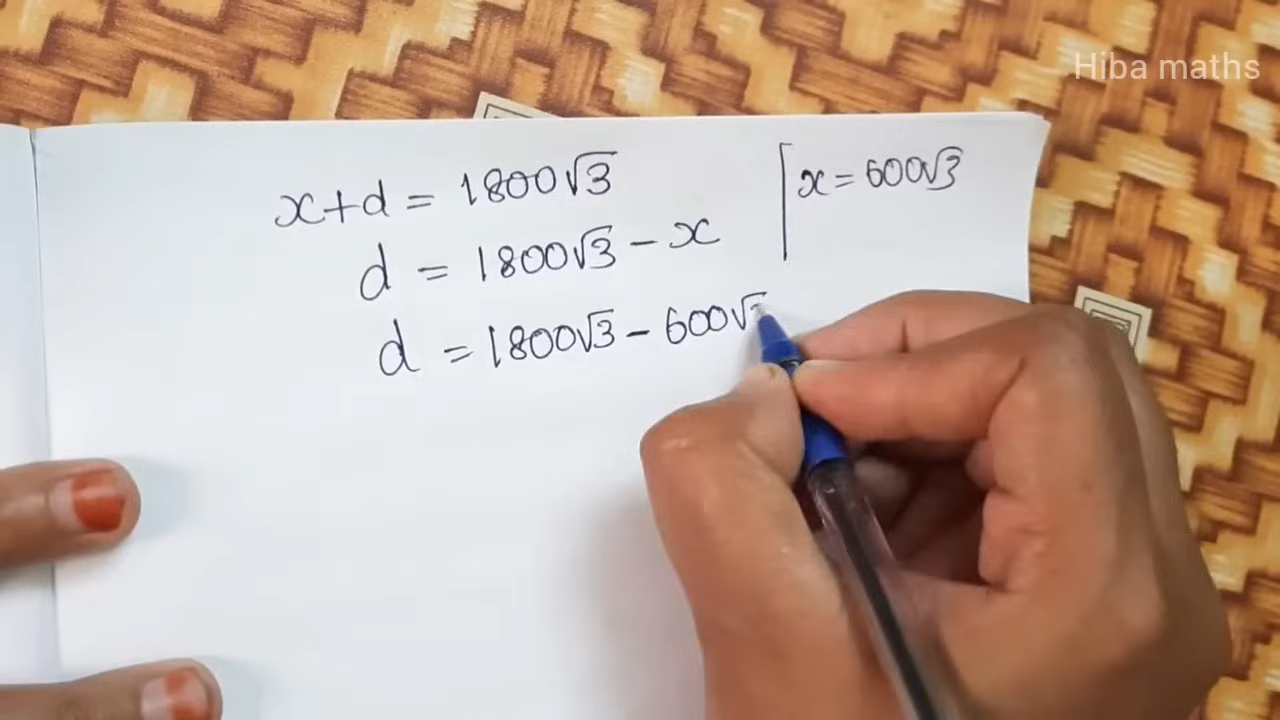 Hiba maths
x+d = 1800√3
x = 600√3
d = 1800√3 - x
d = 1800√3 - 600√